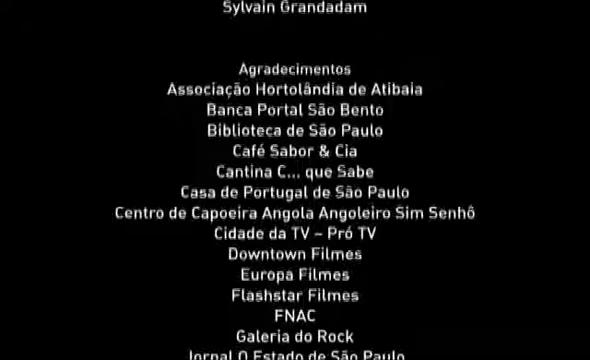 Sylvain Grandadam
Agradecimentos
Associação Hortolândia de Atibaia
Banca Portal São Bento
Biblioteca de São Paulo
Café Sabor & Cia
Cantina C... que Sabe
Casa de Portugal de São Paulo
Centro de Capoeira Angola Angoleiro Sim Senhô
Cidade da TV – Pró TV
Downtown Filmes
Europa Filmes
Flashstar Filmes
FNAC
Galeria do Rock
Jornal O Estado de São Paulo